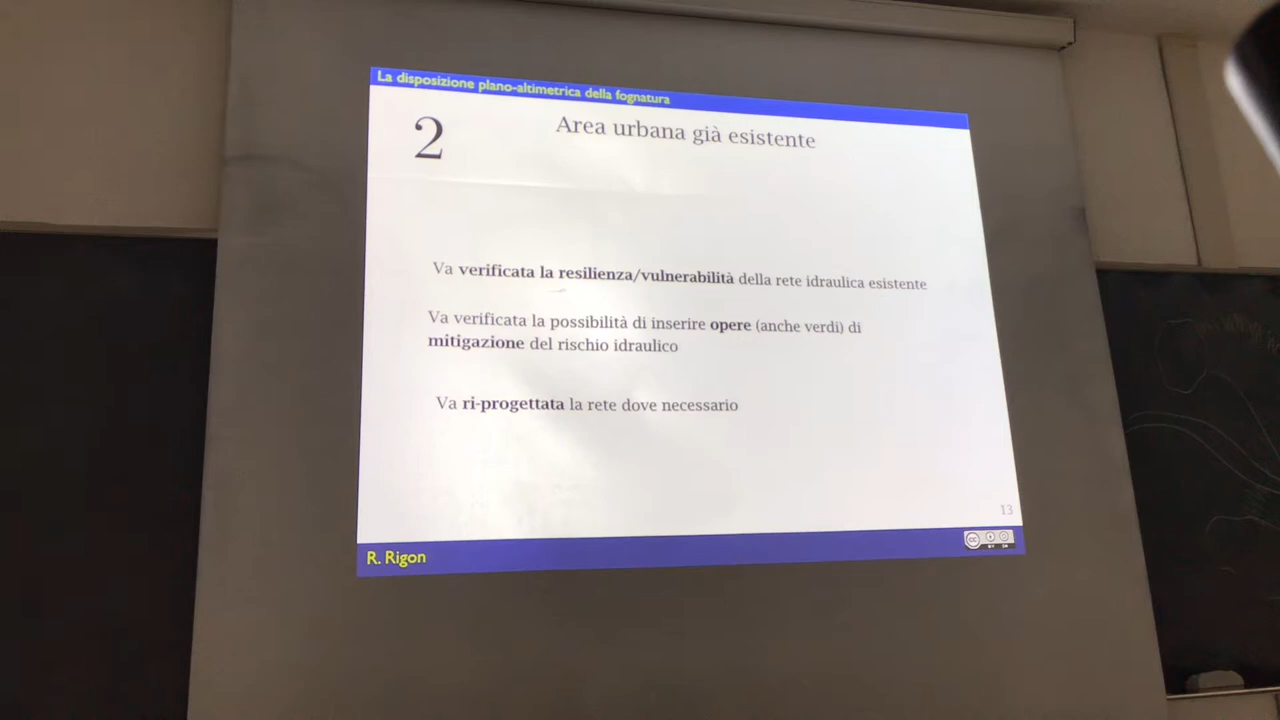 La disposizione plano-altimetrica della fognatura
2
Area urbana già esistente
Va verificata la resilienza/vulnerabilità della rete idraulica esistente
Va verificata la possibilità di inserire opere (anche verdi) di
mitigazione del rischio idraulico
Va ri-progettata la rete dove necessario
13
R. Rigon
cc